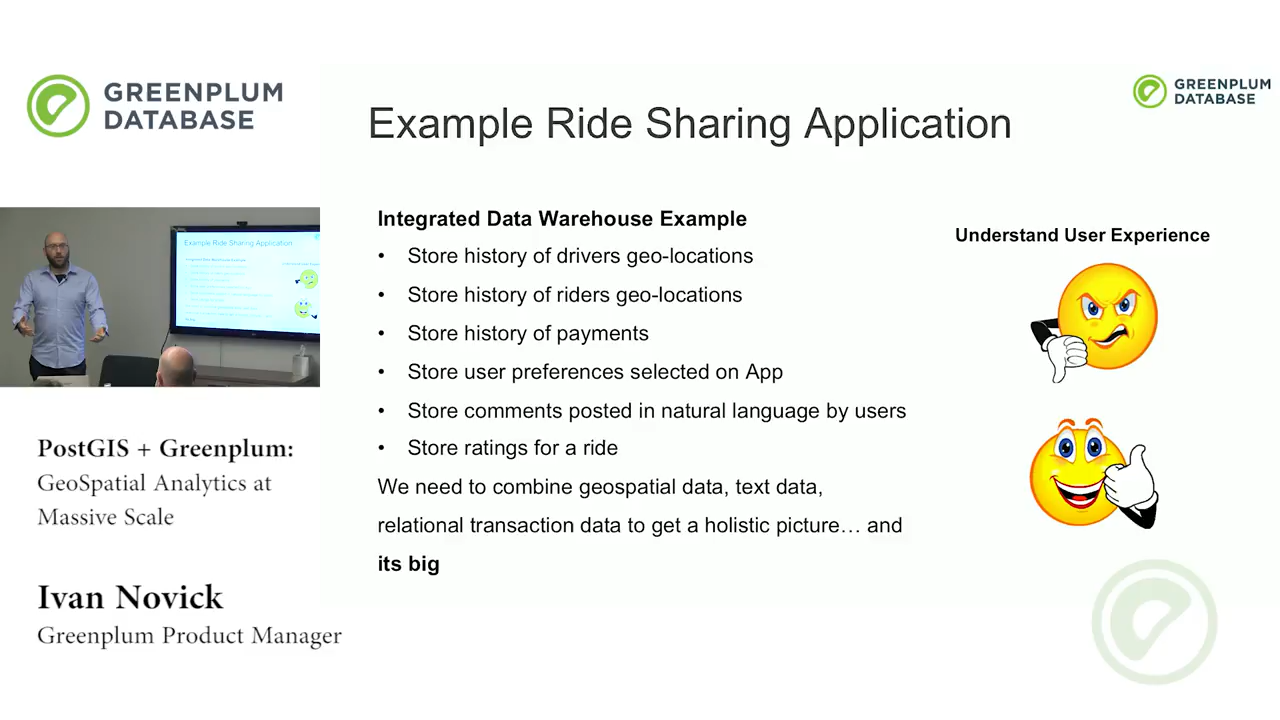 GREENPLUM
DATABASE
Example Ride Sharing Application
GREENPLUM
DATABASE
Integrated Data Warehouse Example
• Store history of drivers geo-locations
• Store history of riders geo-locations
• Store history of payments
• Store user preferences selected on App
• Store comments posted in natural language by users
• Store ratings for a ride
We need to combine geospatial data, text data,
relational transaction data to get a holistic picture… and
its big
Understand User Experience
Example Ride Sharing Application
PostGIS + Greenplum:
GeoSpatial Analytics at
Massive Scale
Ivan Novick
Greenplum Product Manager